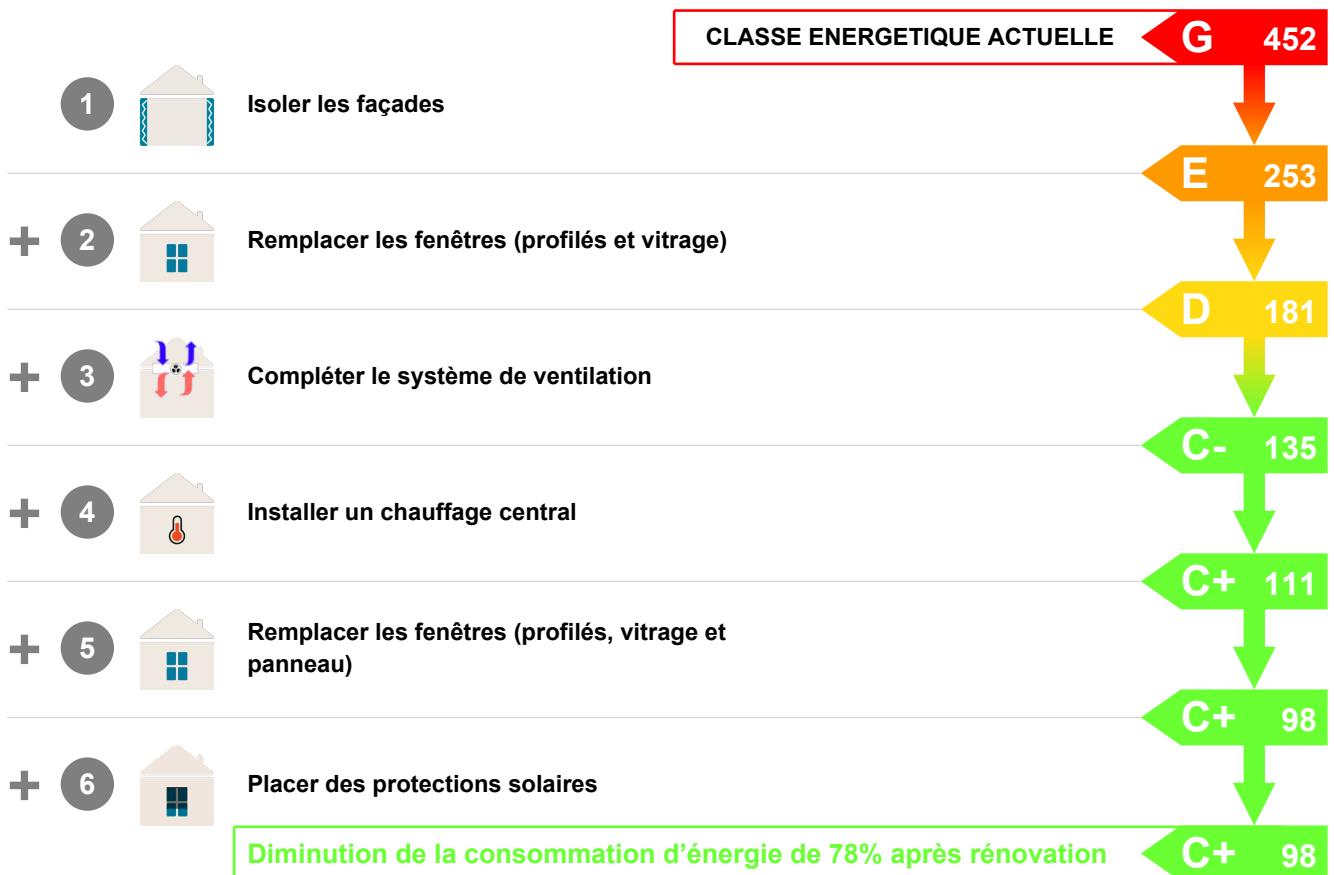 CLASSE ENERGETIQUE ACTUELLE G 452
1 Isoler les façades
E 253
+ 2 Remplacer les fenêtres (profilés et vitrage)
D 181
+ 3 Compléter le système de ventilation
C- 135
+ 4 Installer un chauffage central
C+ 111
+ 5 Remplacer les fenêtres (profilés, vitrage et
panneau)
C+ 98
+ 6 Placer des protections solaires
Diminution de la consommation d’énergie de 78% après rénovation C+ 98